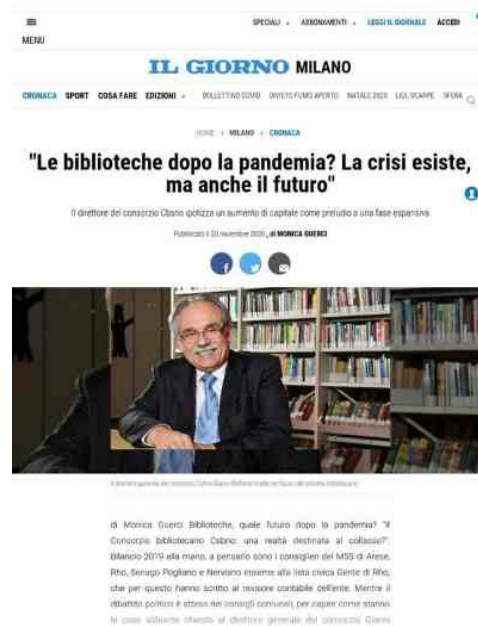 SPECIALI ABBONAMENTI LEGGI IL GIORNALE ACCEDI
MENU
IL GIORNO MILANO
CRONACA SPORT COSA FARE EDIZIONI BOLLETTINO COVID DIVIETO FUMO APERTO NATALE 2020 SFERA
HOME MILANO CRONACA
"Le biblioteche dopo la pandemia? La crisi esiste,
ma anche il futuro"
Il direttore del consorzio Csbno ipotizza un aumento di capitale come preludio a una fase espansiva.
Pubblicato il novembre 2020, di MONICA GUERCI
di Monica Guerci Biblioteche, quale futuro dopo la pandemia? "Il
Consorzio bibliotecario Csbno: una realtà destinata al collasso?".
Bilancio 2019 alla mano, a pensarlo sono i consiglieri del M5S di Arese,
Rho, Senago Pogliano e Nerviano insieme alla lista civica Gente di Rho,
che per questo hanno scritto al revisore contabile dell'ente. Mentre il
dibattito politico è atteso nei consigli comunali, per capire come stanno
le cose abbiamo chiesto al direttore generale del consorzio Gianni